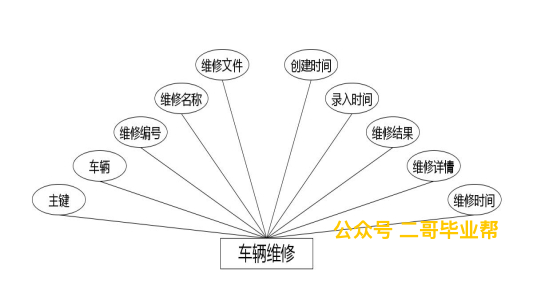 维修文件
创建时间
维修名称
录入时间
维修编号
维修结果
车辆
维修详情
主键
维修时间
公众号 二哥毕业帮
车辆维修